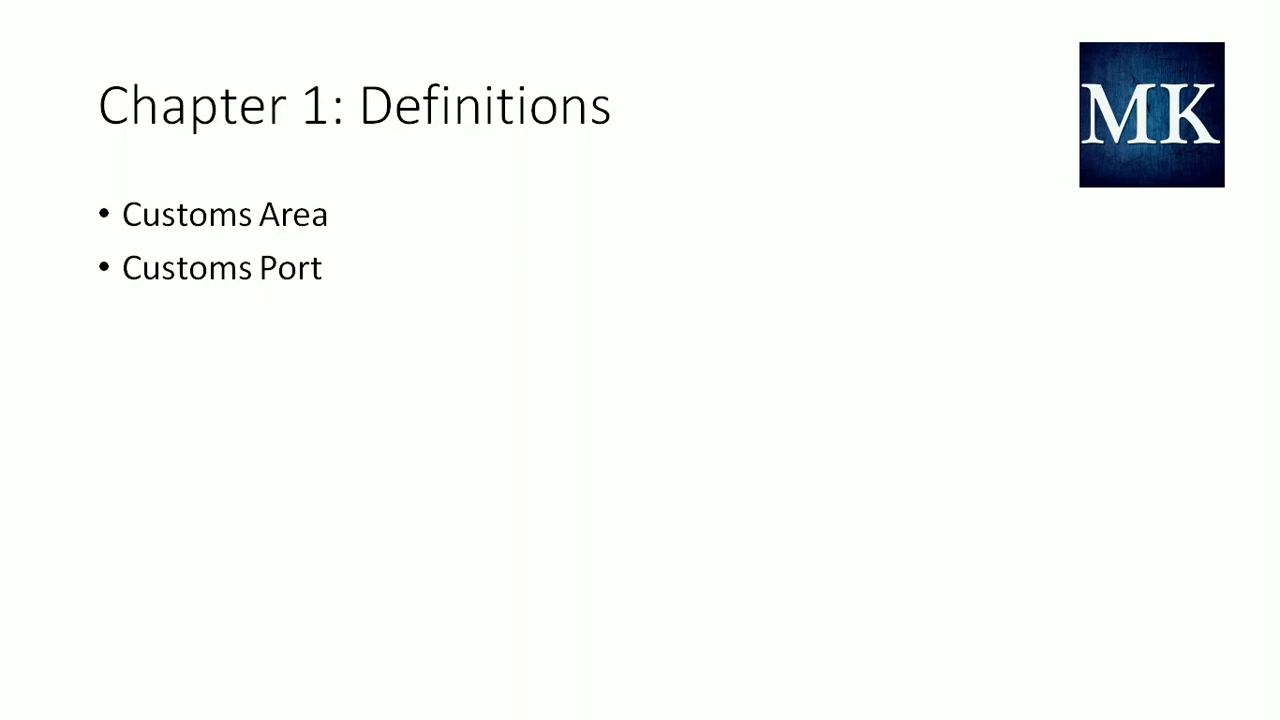 Chapter 1: Definitions
MK
• Customs Area
• Customs Port